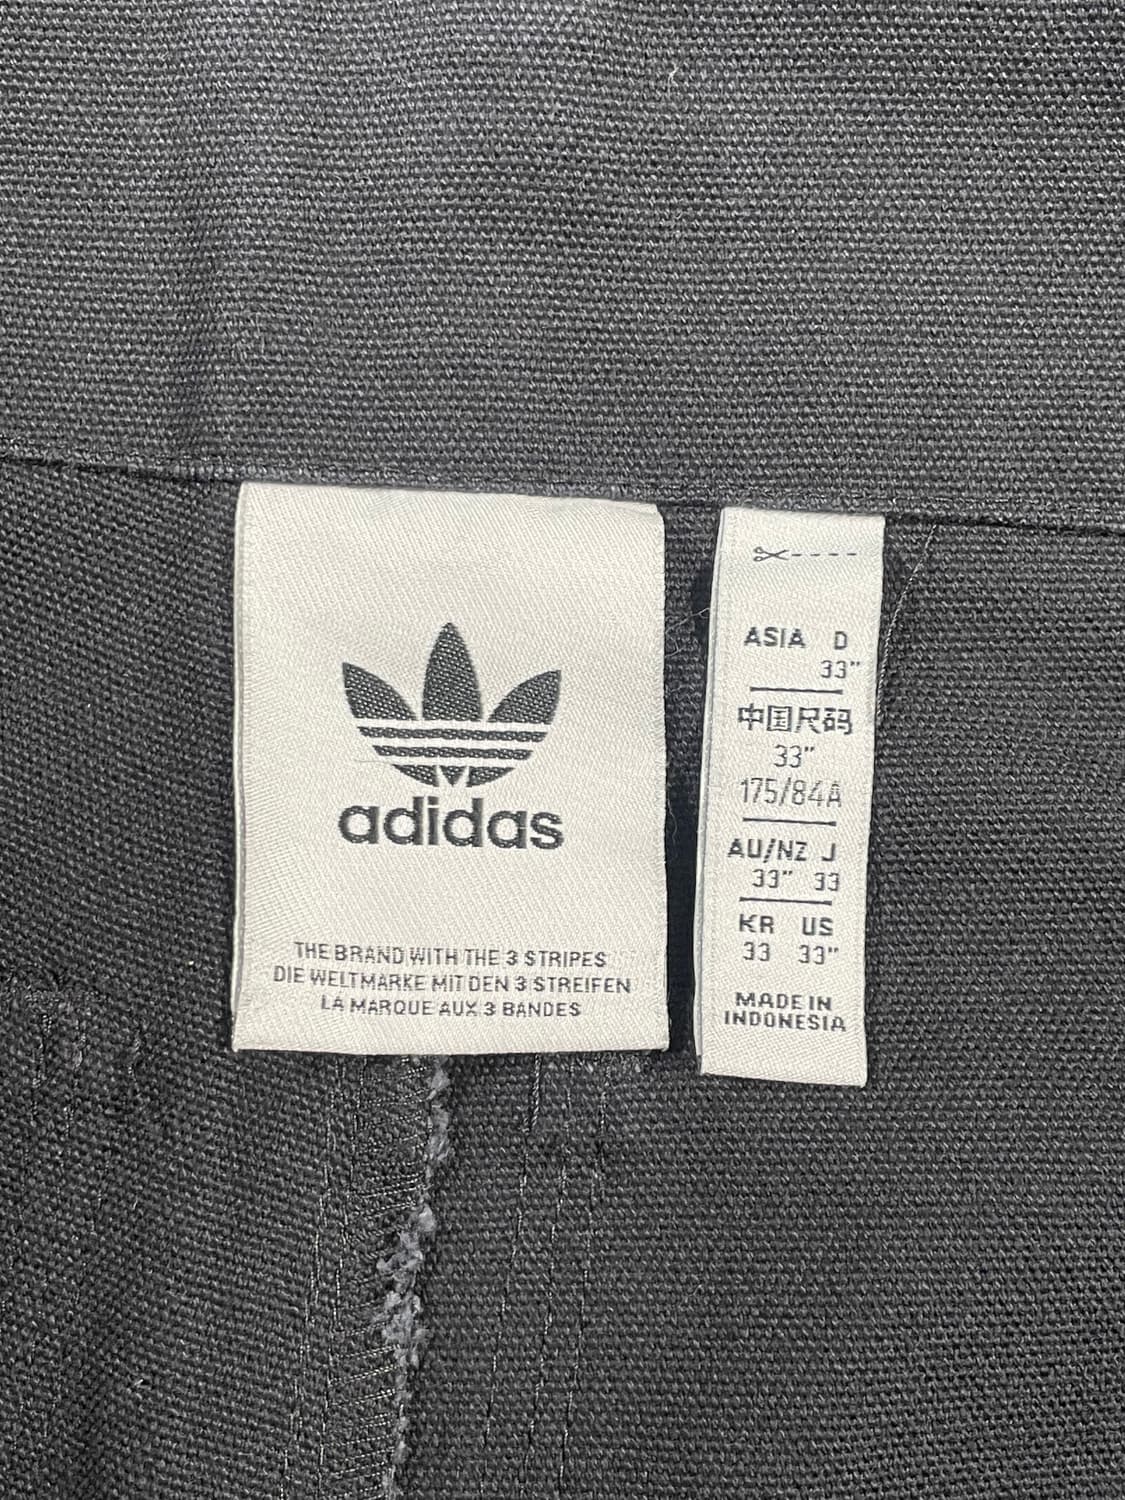 adidas
THE BRAND WITH THE 3 STRIPES
DIE WELTMARKE MIT DEN 3 STREIFEN
LA MARQUE AUX 3 BANDES
ASIA D
33"
中国尺码
33"
175/84A
AU/NZ J
33" 33
KR US
33 33"
MADE IN
INDONESIA